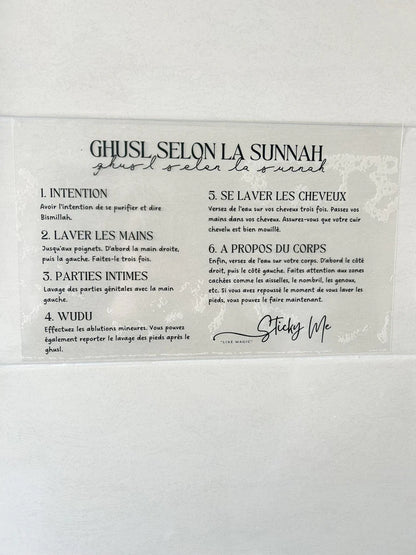 GHUSL SELON LA SUNNAH
ghusl selon la sunnah
1. INTENTION
Avoir l'intention de se purifier et dire
Bismillah.
2. LAVER LES MAINS
Jusqu'aux poignets. D'abord la main droite,
puis la gauche. Faites-le trois fois.
3. PARTIES INTIMES
Lavage des parties génitales avec la main
gauche.
4. WUDU
Effectuez les ablutions mineures. Vous pouvez
également reporter le lavage des pieds après le
ghusl.
5. SE LAVER LES CHEVEUX
Verses de l'eau sur vos cheveux trois fois. Passez vos
mains dans vos cheveux. Assurez-vous que votre cuir
chevelu est bien mouillé.
6. A PROPOS DU CORPS
Enfin, verses de l'eau sur votre corps. D'abord le côté
droit, puis le côté gauche. Faites attention aux zones
cachées comme les aisselles, le nombril, les genoux,
etc. Si vous avez repoussé le moment de vous laver les
pieds, vous pouvez le faire maintenant.
Sticky Me
"LIKE MAGIC"